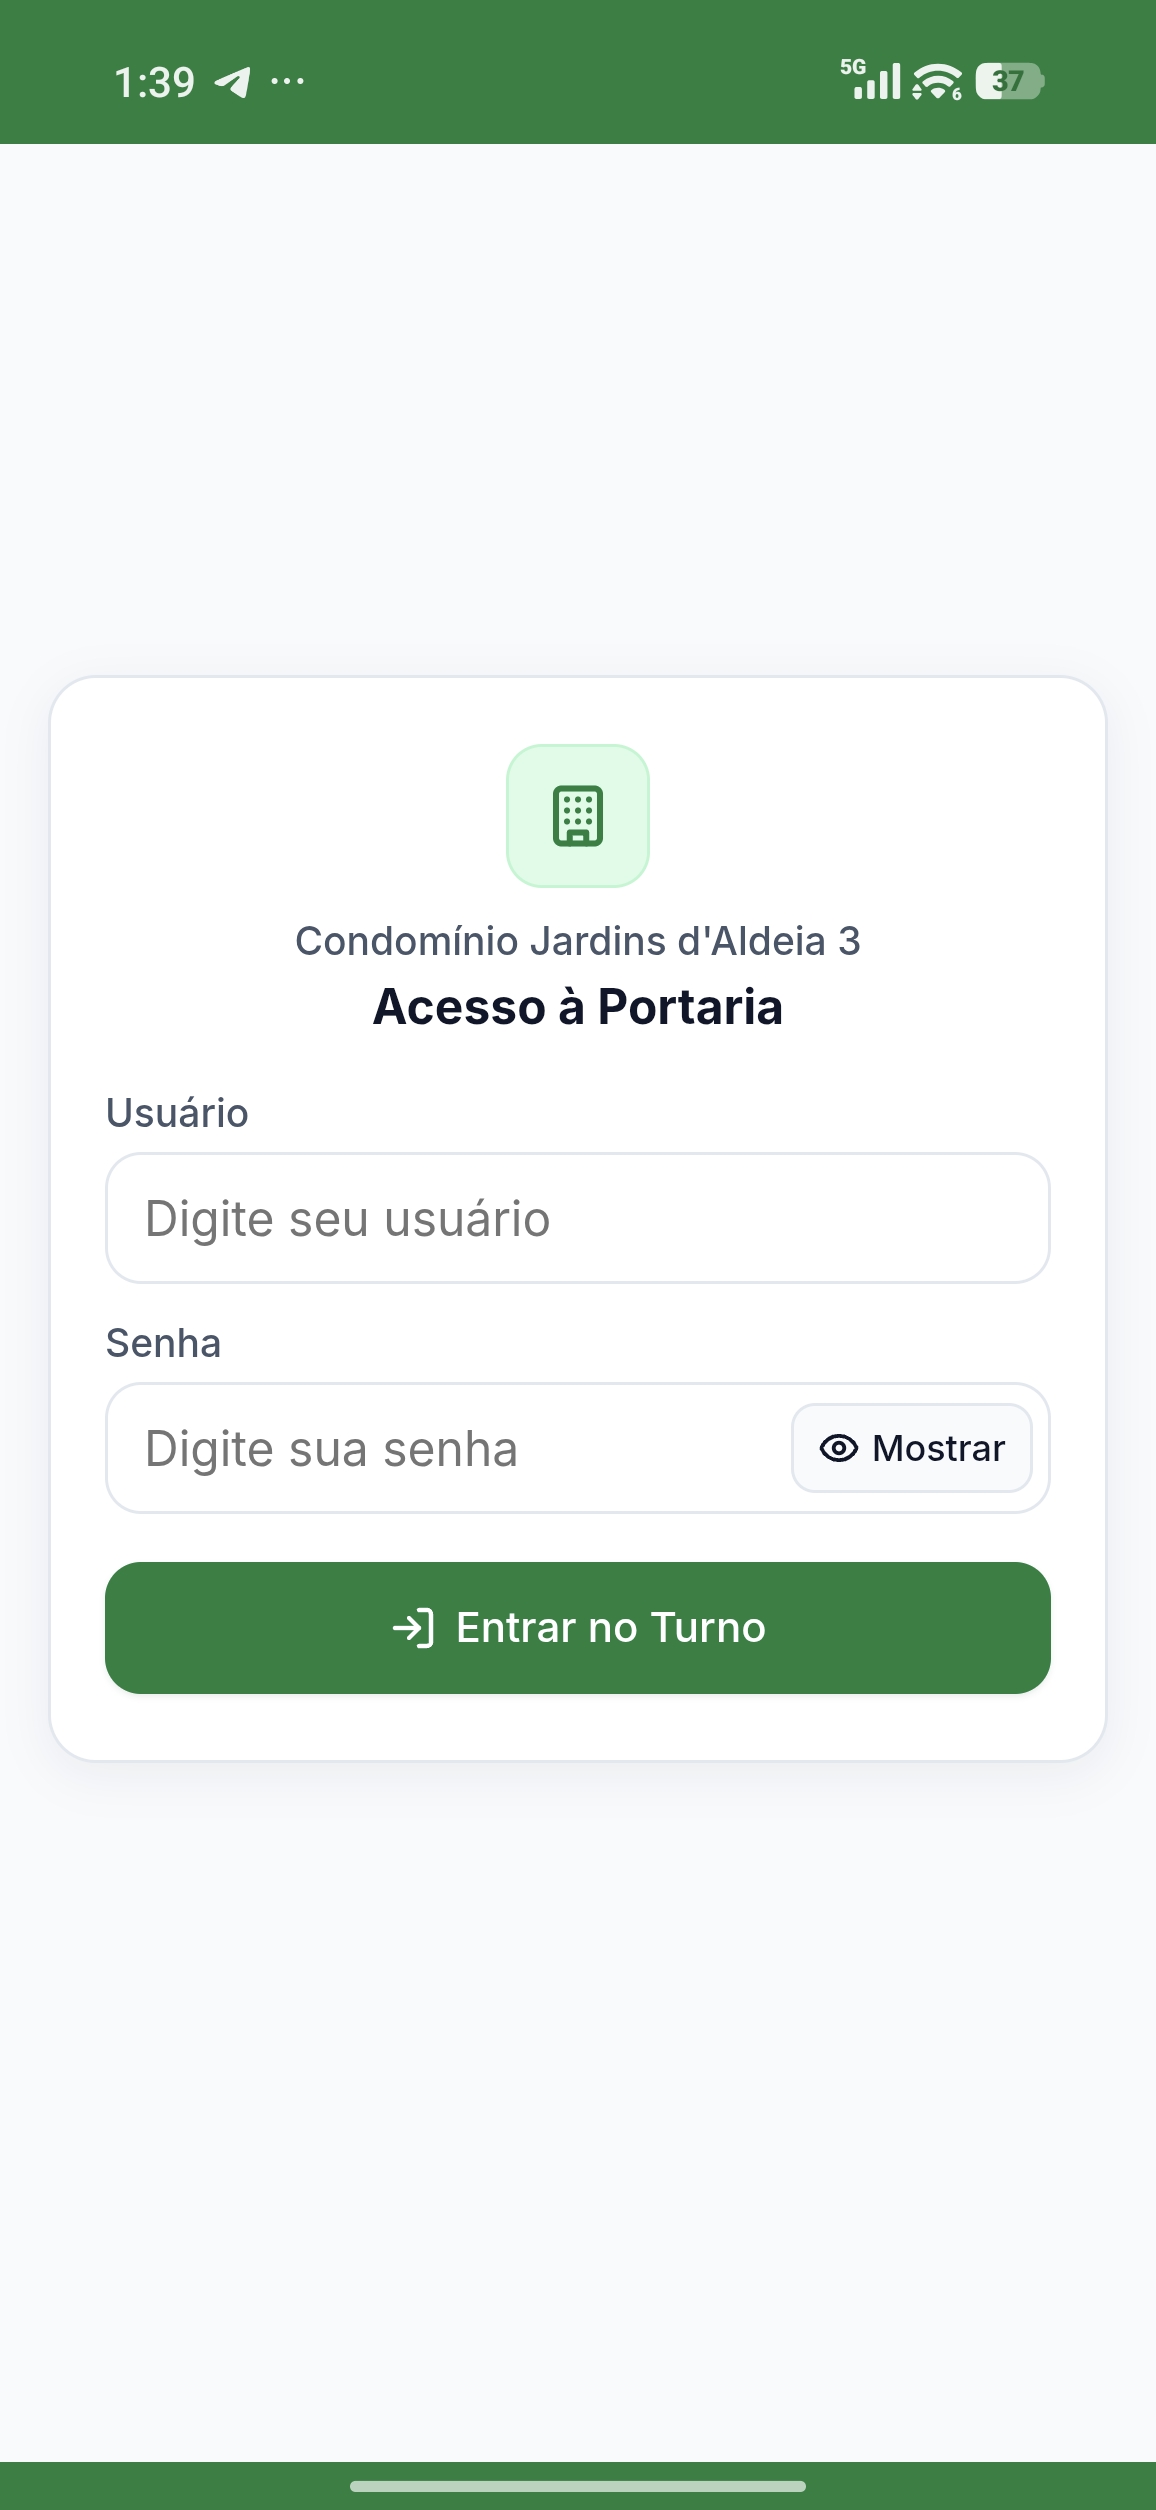 1:39 ...
5G 6 37
Condomínio Jardins d'Aldeia 3
Acesso à Portaria
Usuário
Digite seu usuário
Senha
Digite sua senha
Mostrar
Entrar no Turno